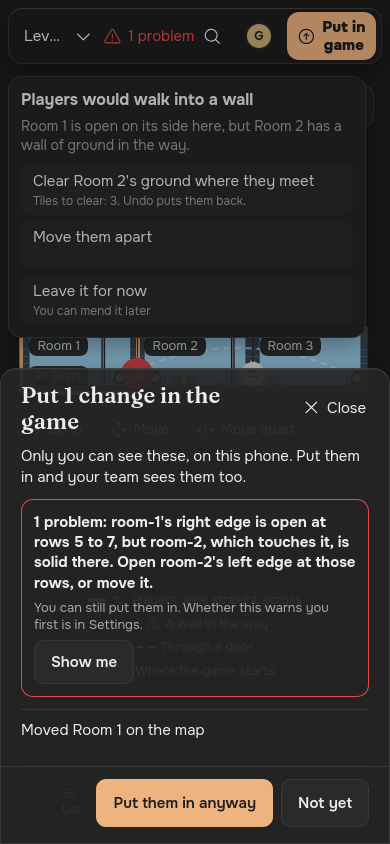 Lev...
1 problem
G
Put in
game
Players would walk into a wall
Room 1 is open on its side here, but Room 2 has a
wall of ground in the way.
Clear Room 2's ground where they meet
Tiles to clear: 3. Undo puts them back.
Move them apart
Leave it for now
You can mend it later
Room 1
Room 2
Room 3
Start
Put 1 change in the
game
Close
Move
Move apart
Only you can see these, on this phone. Put them
in and your team sees them too.
1 problem: room-1's right edge is open at
rows 5 to 7, but room-2, which touches it, is
solid there. Open room-2's left edge at those
rows, or move it.
Players walk straight across
You can still put them in. Whether this warns you
first is in Settings.
A wall in the way
Through a door
Show me
Where the game starts
Moved Room 1 on the map
List
Put them in anyway
Not yet